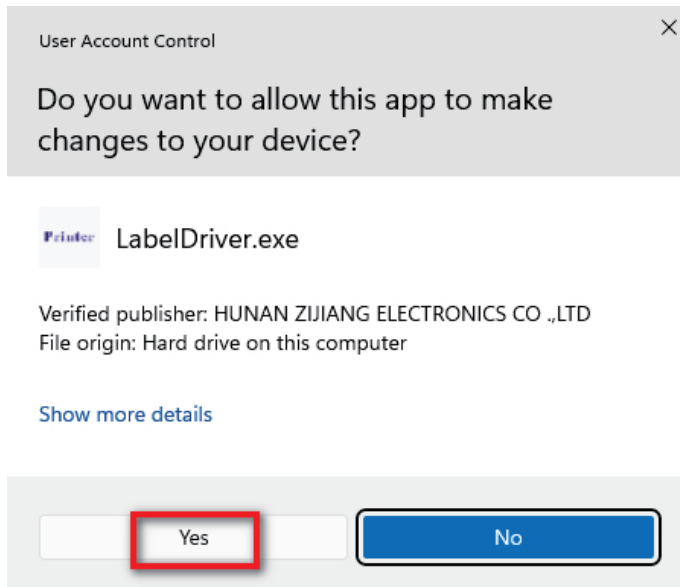 User Account Control
Do you want to allow this app to make
changes to your device?
Printer
LabelDriver.exe
Verified publisher: HUNAN ZIJIANG ELECTRONICS CO .,LTD
File origin: Hard drive on this computer
Show more details
Yes
No